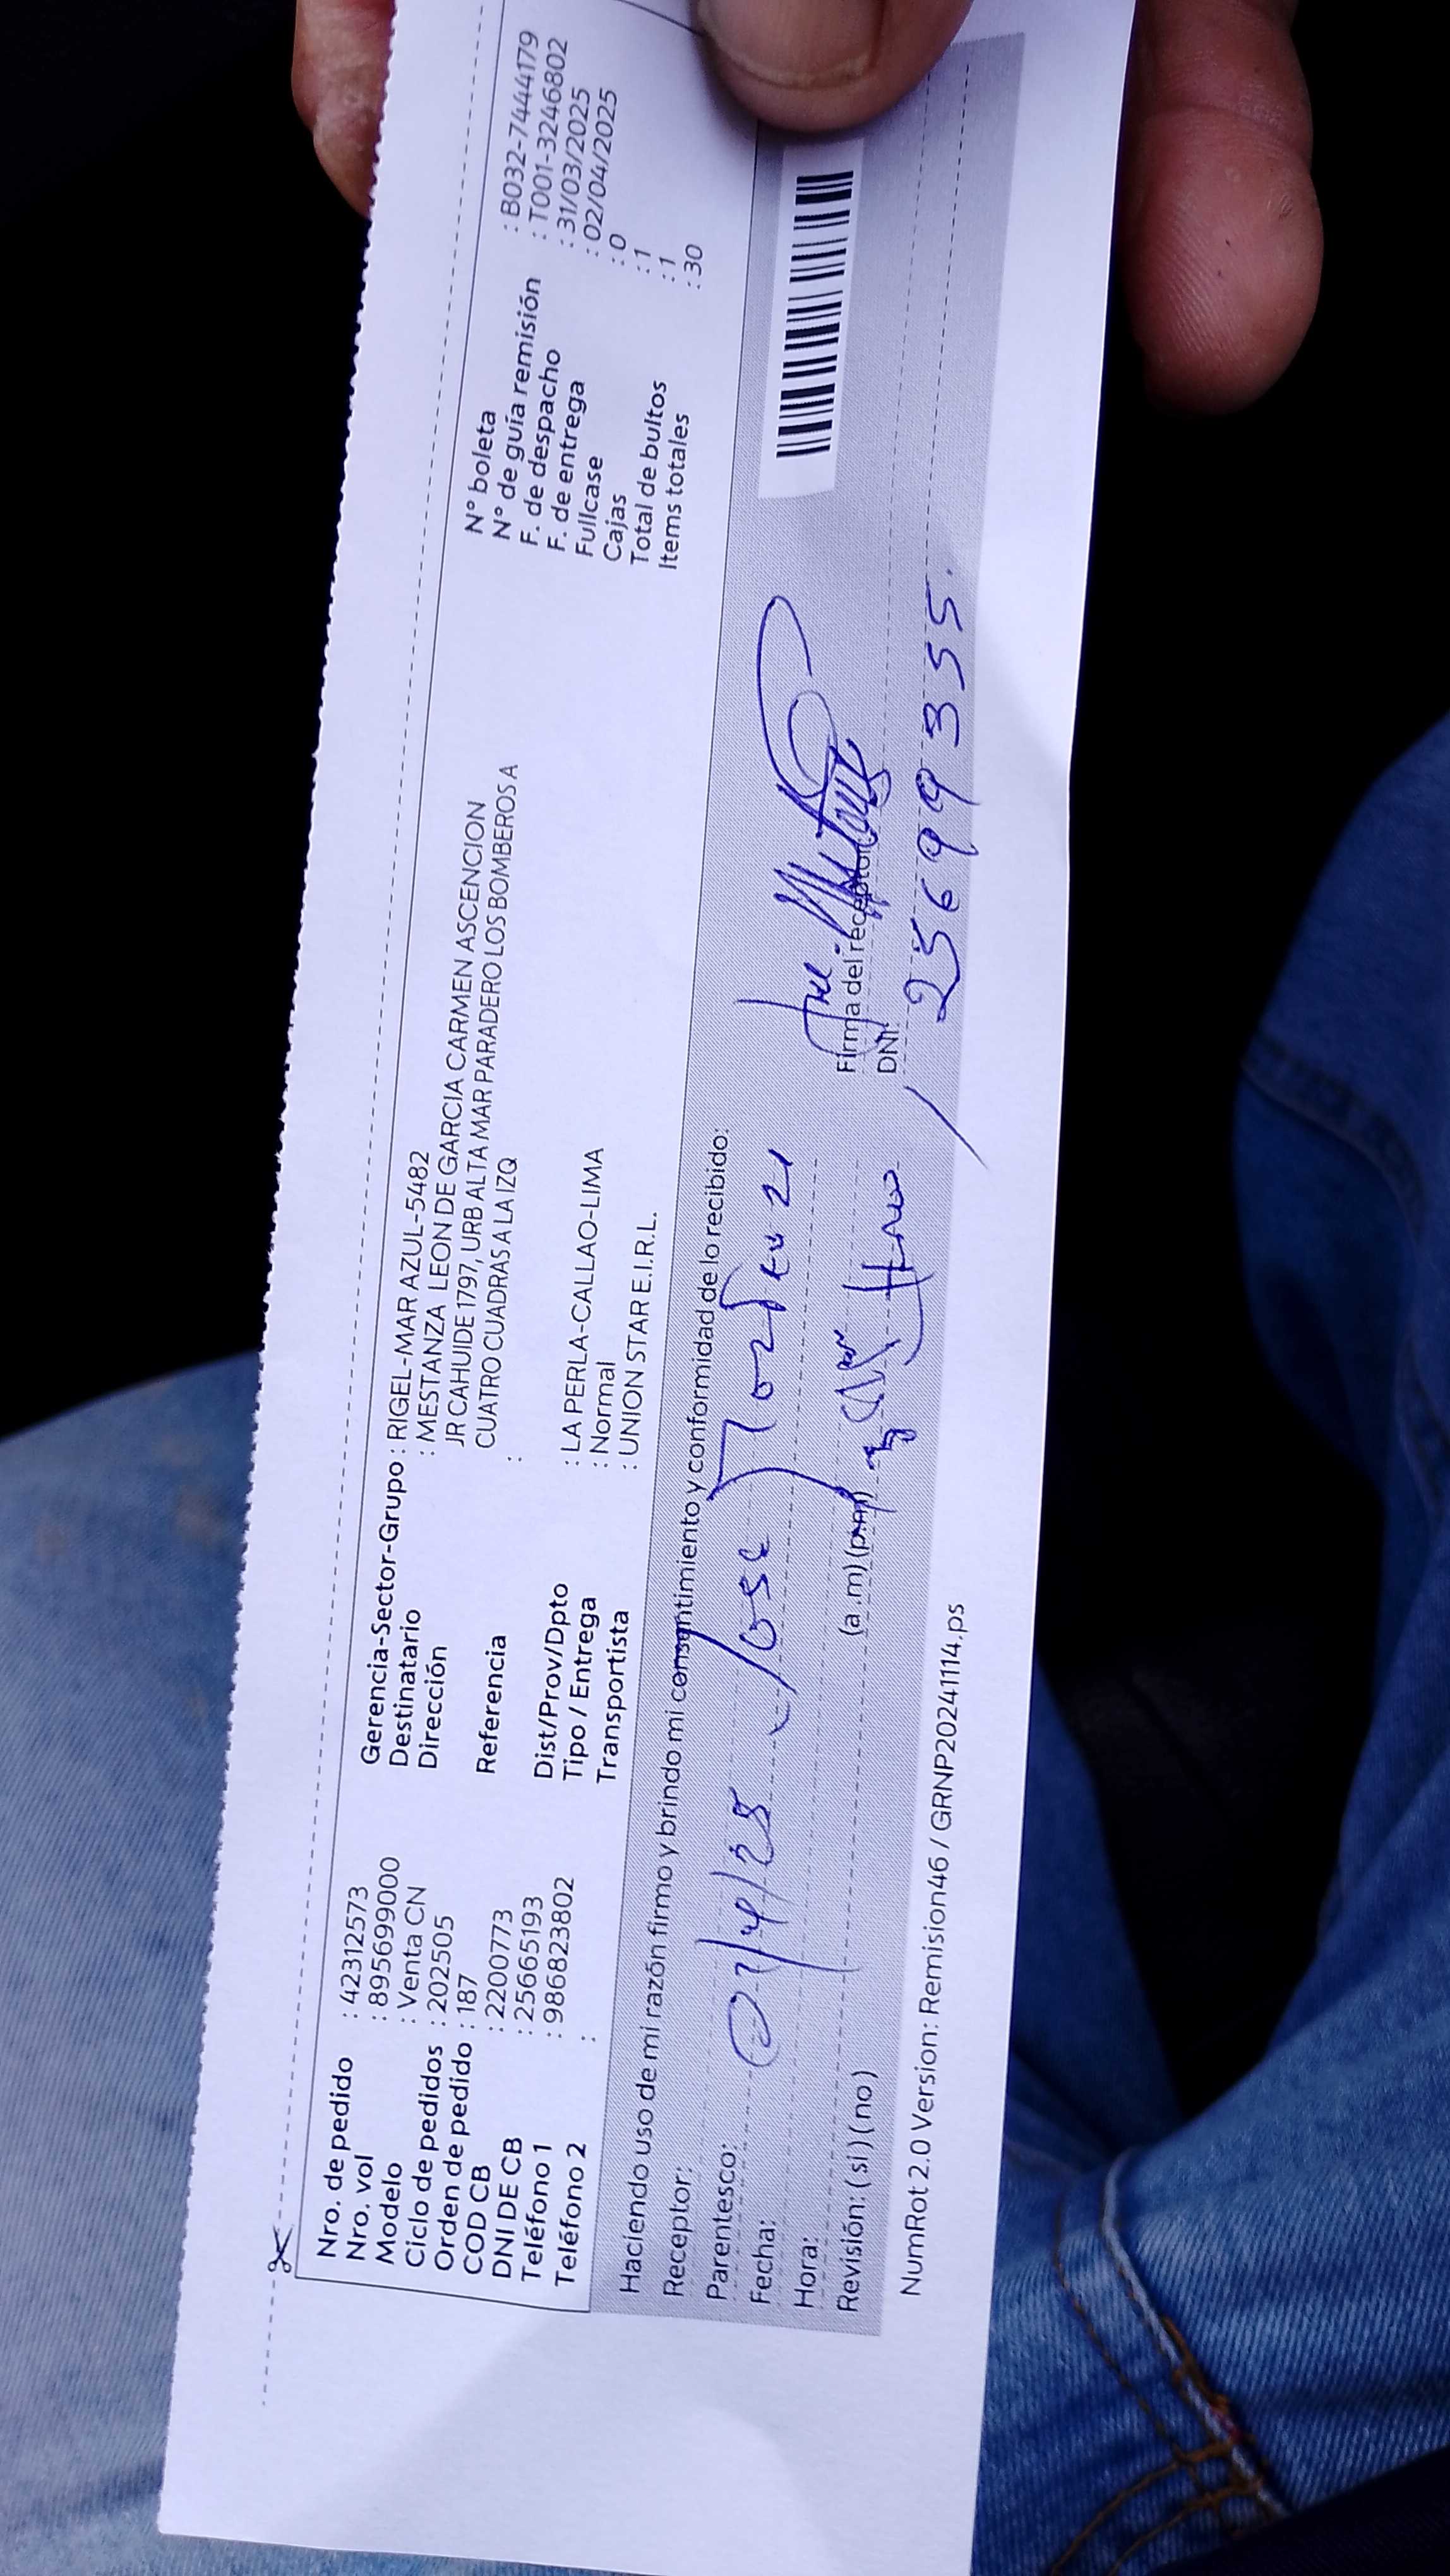 Nro. de pedido : 42312573
Nro. vol : 895699000
Modelo : Venta CN
Ciclo de pedidos : 202505
Orden de pedido : 187
COD CB : 2200773
DNI DE CB : 25665193
Teléfono 1 : 986823802
Teléfono 2 :
Gerencia-Sector-Grupo : RIGEL-MAR AZUL-5482
Destinatario : MESTANZA LEON DE GARCIA CARMEN ASCENCION
Dirección JR CAHUIDE 1797, URB ALTA MAR PARADERO LOS BOMBEROS A
CUATRO CUADRAS A LA IZQ
Referencia :
Dist/Prov/Dpto : LA PERLA-CALLAO-LIMA
Tipo / Entrega : Normal
Transportista : UNION STAR E.I.R.L.
N° boleta : B032-74444179
N° de guía remisión : T001-3246802
F. de despacho : 31/03/2025
F. de entrega : 02/04/2025
Fullcase : 0
Cajas : 1
Total de bultos : 1
Items totales : 30
Haciendo uso de mi razón firmo y brindo mi consentimiento y conformidad de lo recibido:
Receptor:
Parentesco:
Fecha:
Hora: (a.m) (p.m)
Revisión: (si) (no)
Jose
Firma del receptor
DNI: 25699355.
NumRot 2.0 Version: Remision46 / GRNP20241114.ps